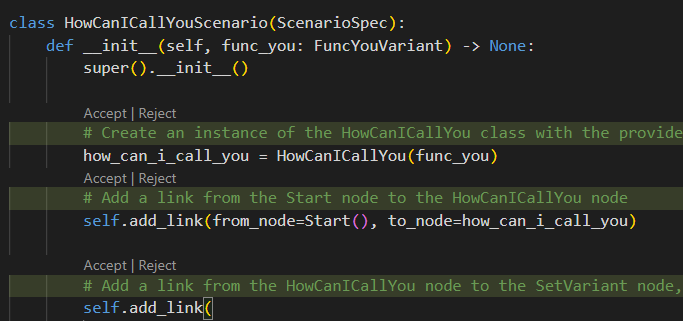 class HowCanICallYouScenario(ScenarioSpec):
def __init__(self, func_you: FuncYouVariant) -> None:
super().__init__()
Accept | Reject
# Create an instance of the HowCanICallYou class with the provide
how_can_i_call_you = HowCanICallYou(func_you)
Accept | Reject
# Add a link from the Start node to the HowCanICallYou node
self.add_link(from_node=Start(), to_node=how_can_i_call_you)
Accept | Reject
# Add a link from the HowCanICallYou node to the SetVariant node,
self.add_link(